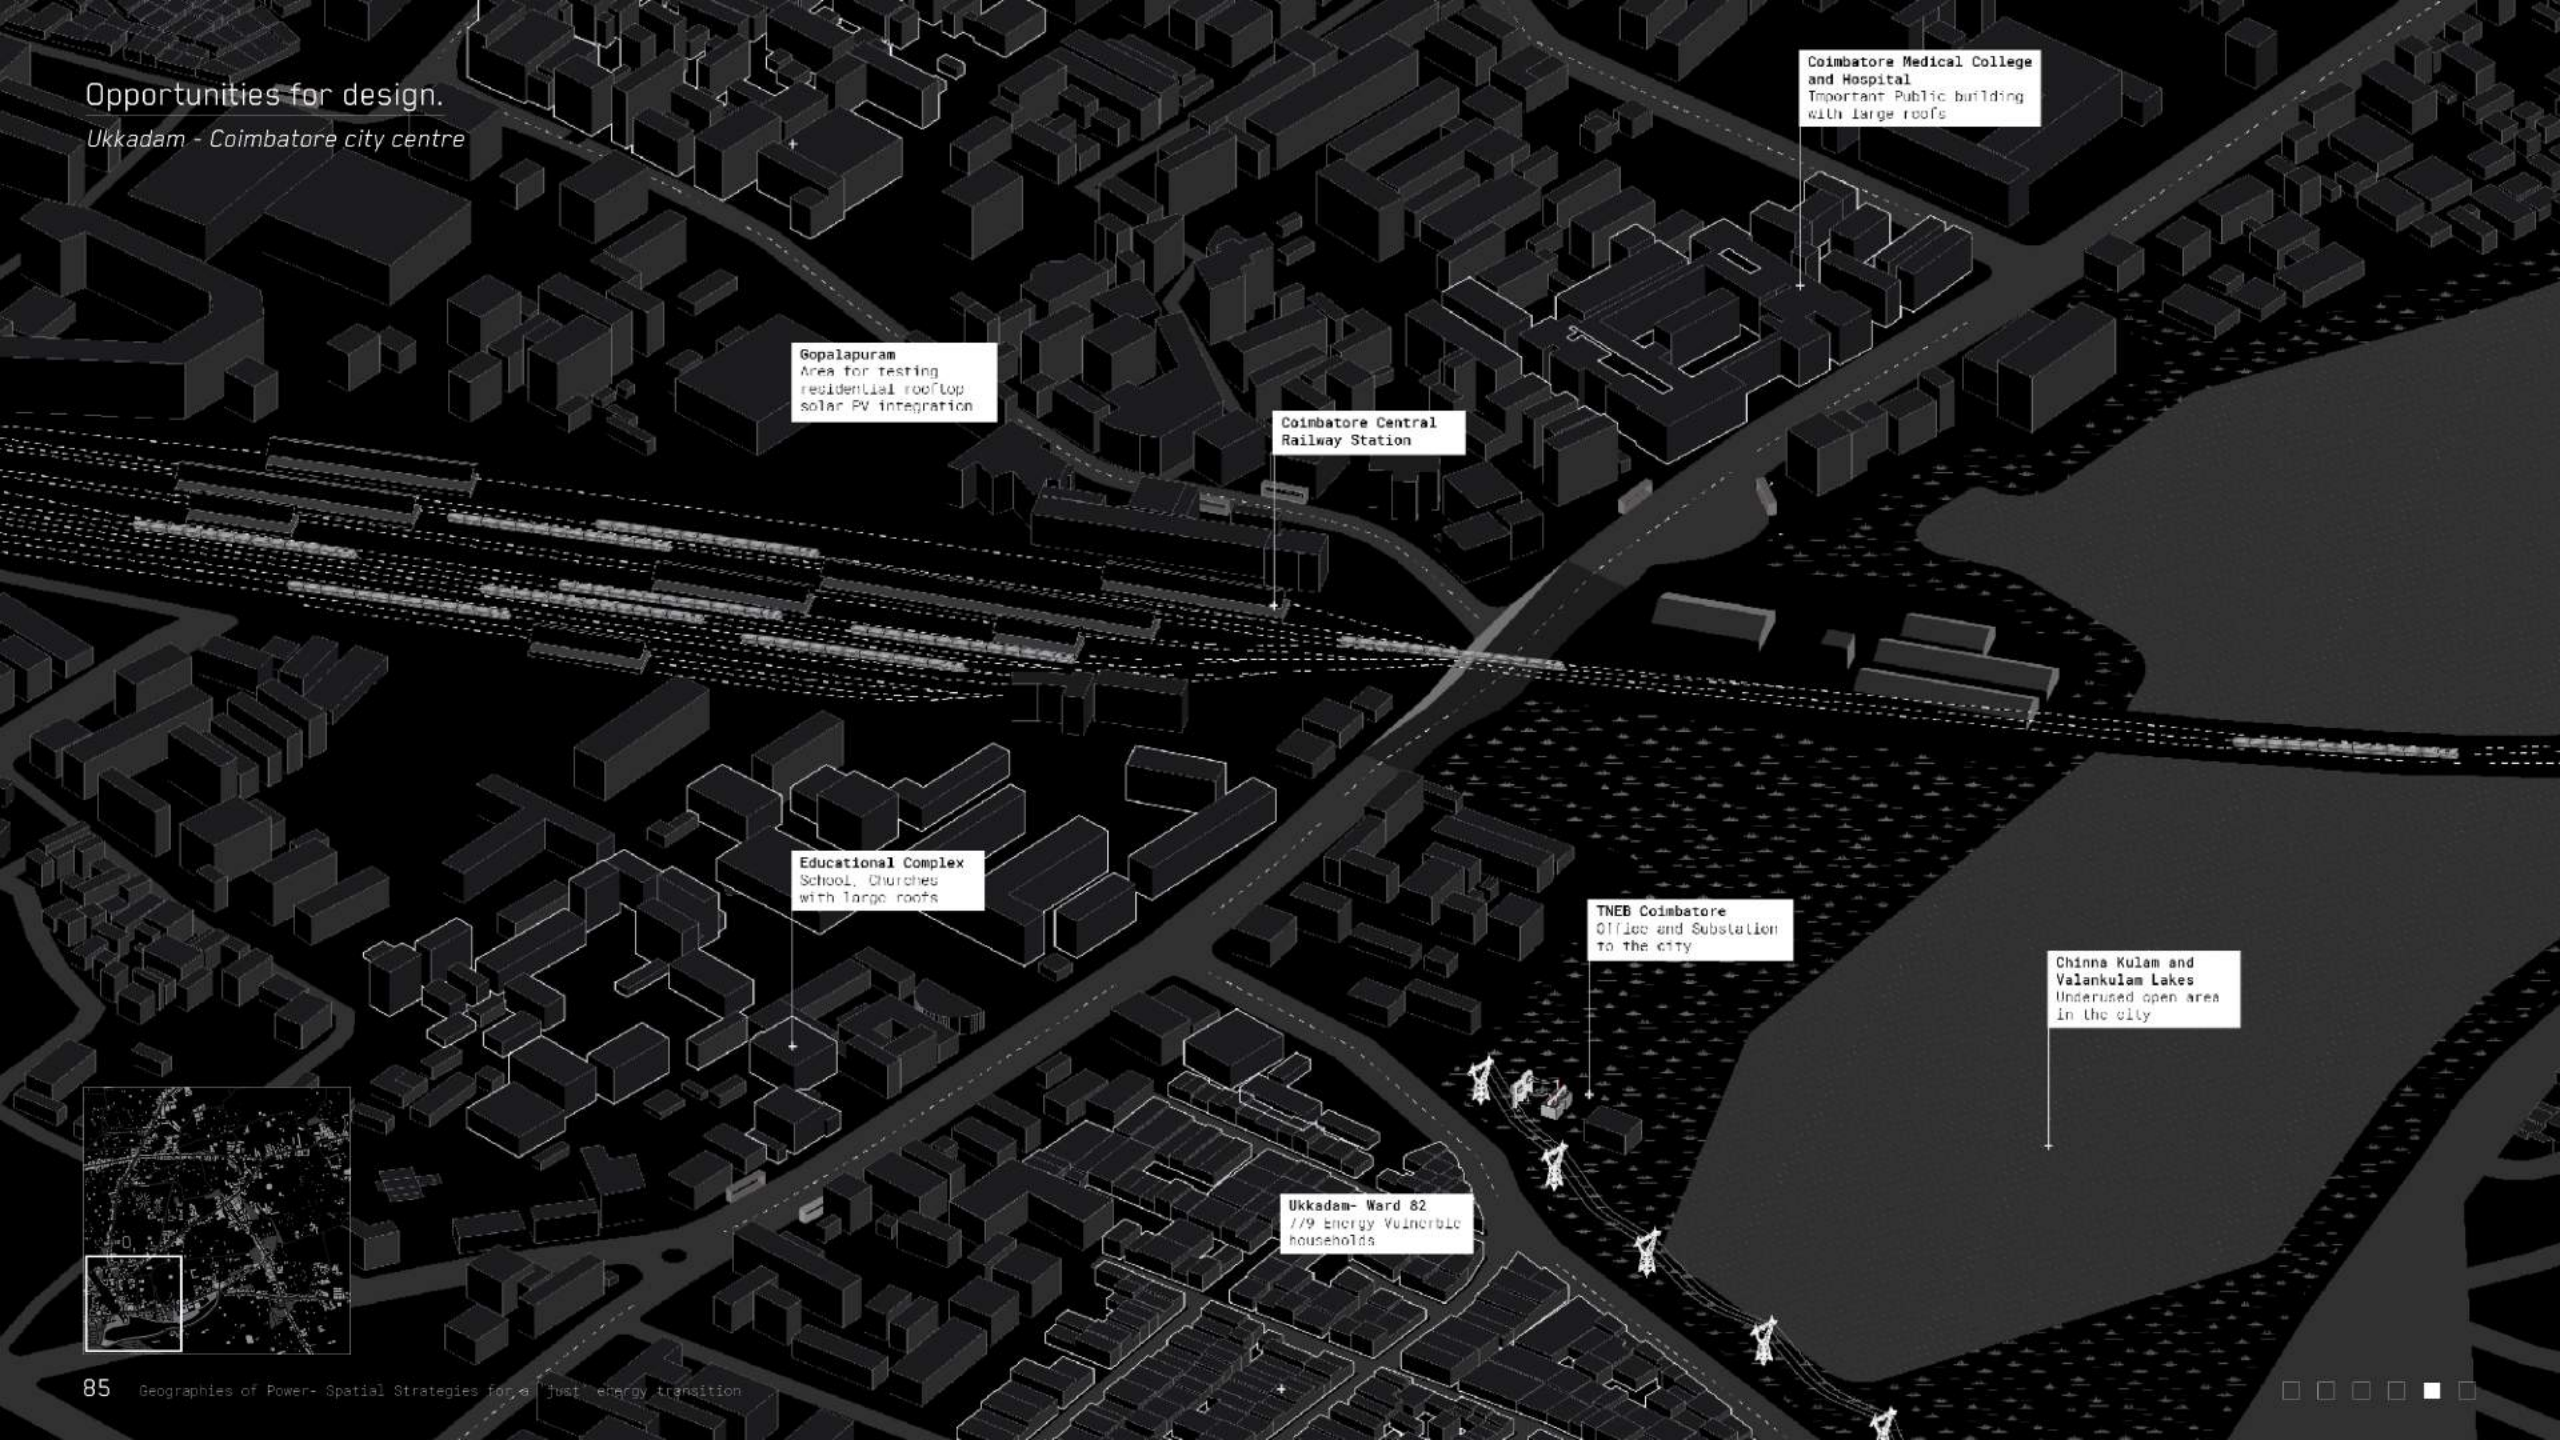 Opportunities for design.
Ukkadam - Coimbatore city centre
Coimbatore Medical College
and Hospital
Important Public building
with large roofs
Gopalapuram
Area for testing
residential rooftop
solar PV integration
Coimbatore Central
Railway Station
Educational Complex
School, Churches
with large roofs
TNEB Coimbatore
Office and Substation
to the city
Chinna Kulam and
Valankulam Lakes
Underused open area
in the city
Ukkadam- Ward 82
779 Energy Vulnerble
households
85 Geographies of Power- Spatial Strategies for a 'just' energy transition